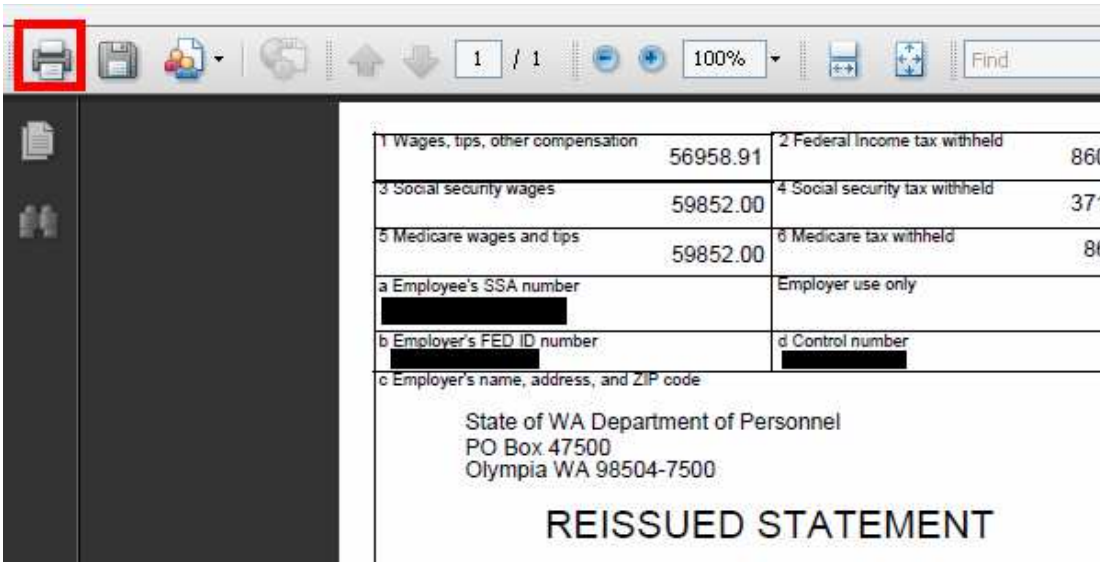 1 / 1 100% Find
1 Wages, tips, other compensation 2 Federal Income tax withheld
56958.91 860
3 Social security wages 4 Social security tax withheld
59852.00 371
5 Medicare wages and tips 6 Medicare tax withheld
59852.00 86
a Employee's SSA number Employer use only
b Employer's FED ID number d Control number
c Employer's name, address, and ZIP code
State of WA Department of Personnel
PO Box 47500
Olympia WA 98504-7500
REISSUED STATEMENT